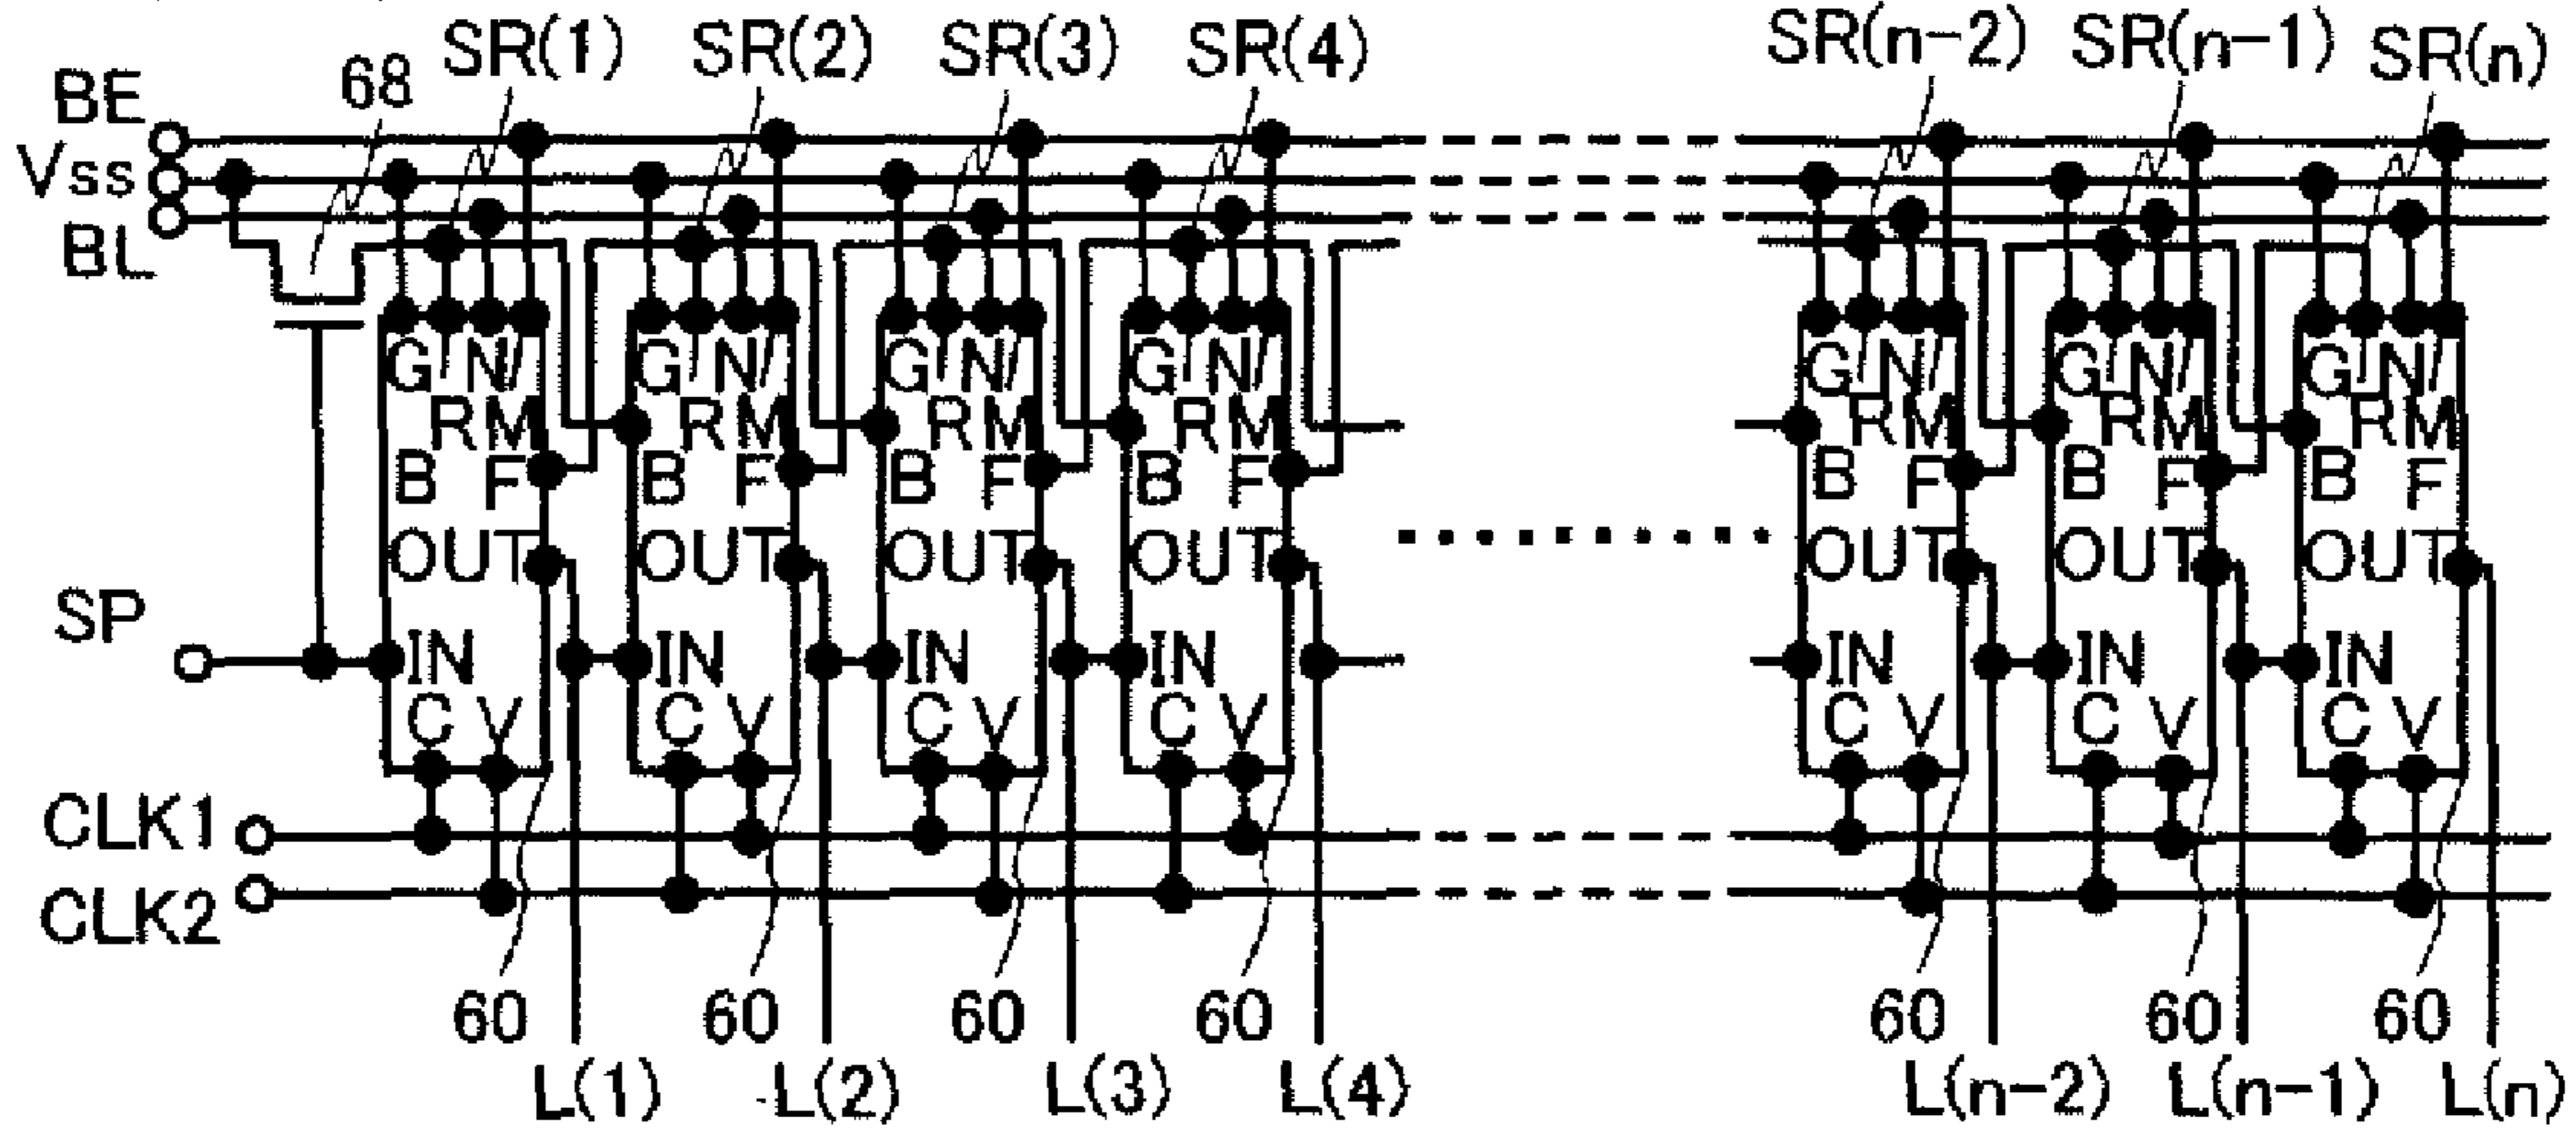 SR(1) SR(2) SR(3) SR(4) SR(n-2) SR(n-1) SR(n)
68
BE
Vss
BL
G N G N G N G N G N G N G N
R M R M R M R M R M R M R M
B F B F B F B F B F B F B F
OUT OUT OUT OUT OUT OUT OUT
SP
IN IN IN IN IN IN IN
C V C V C V C V C V C V C V
CLK1
CLK2
60 60 60 60 60 60 60
L(1) L(2) L(3) L(4) L(n-2) L(n-1) L(n)